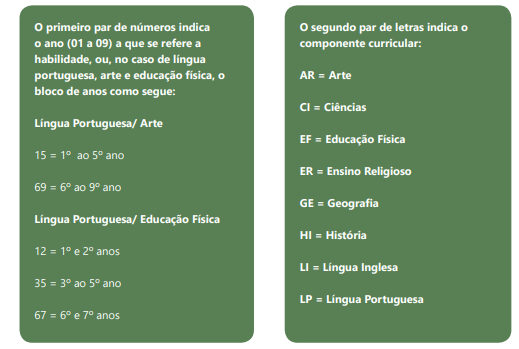 O primeiro par de números indica
o ano (01 a 09) a que se refere a
habilidade, ou, no caso de língua
portuguesa, arte e educação física, o
bloco de anos como segue:
Língua Portuguesa/ Arte
15 = 1º ao 5º ano
69 = 6º ao 9º ano
Língua Portuguesa/ Educação Física
12 = 1º e 2º anos
35 = 3º ao 5º ano
67 = 6º e 7º anos
O segundo par de letras indica o
componente curricular:
AR = Arte
CI = Ciências
EF = Educação Física
ER = Ensino Religioso
GE = Geografia
HI = História
LI = Língua Inglesa
LP = Língua Portuguesa